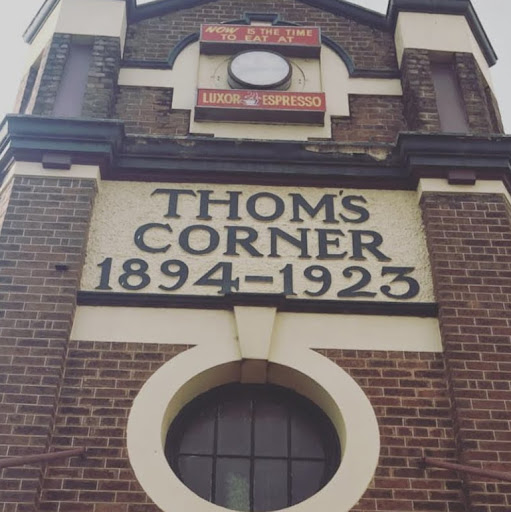 NOW IS THE TIME
TO EAT AT
LUXOR ESPRESSO
THOM'S
CORNER
1894-1923